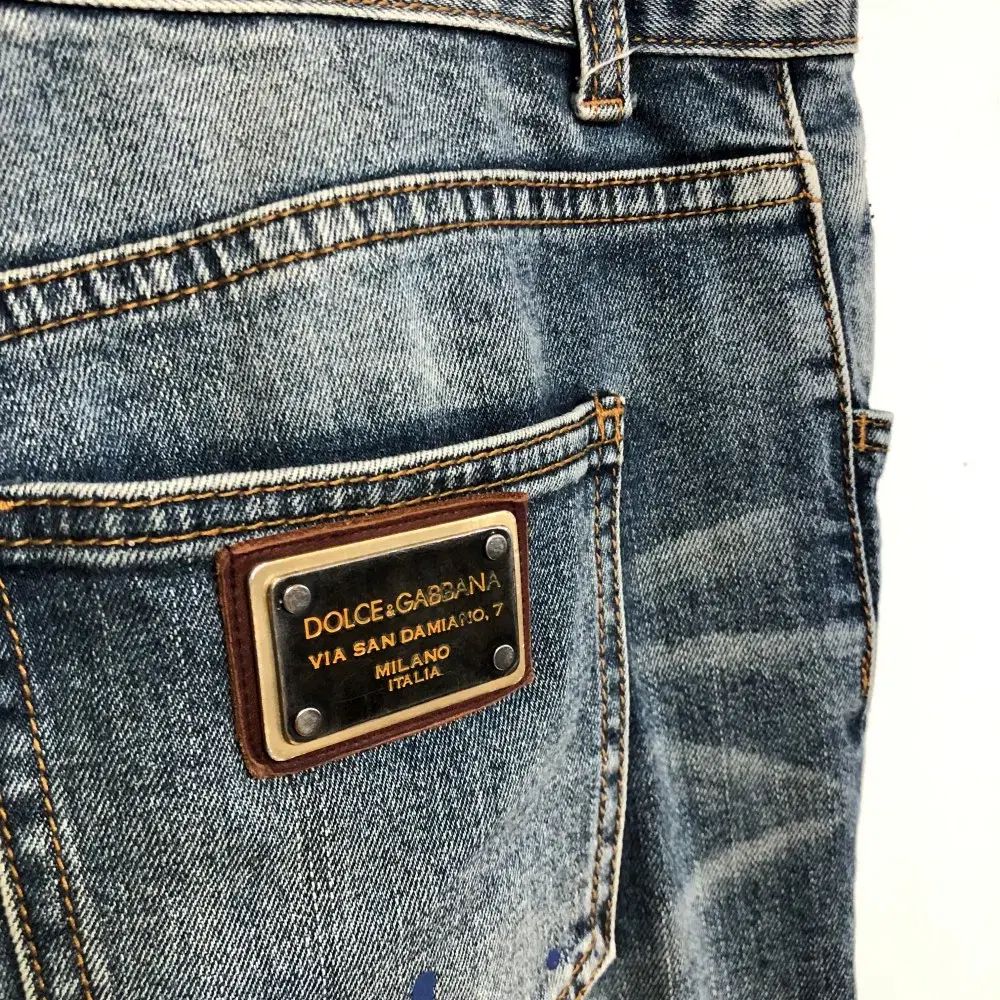 DOLCE&GABBANA
VIA SAN DAMIANO, 7
MILANO
ITALIA